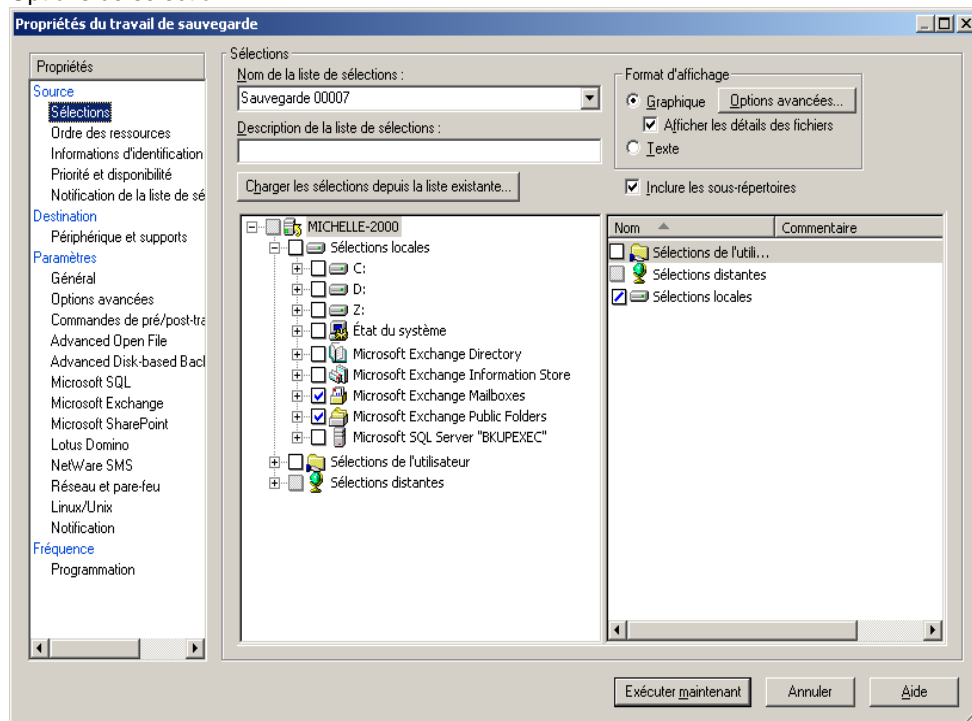 Propriétés du travail de sauvegarde
Propriétés
Source
Sélections
Ordre des ressources
Informations d'identification
Priorité et disponibilité
Notification de la liste de sé
Destination
Périphérique et supports
Paramètres
Général
Options avancées
Commandes de pré/post-tra
Advanced Open File
Advanced Disk-based Bacl
Microsoft SQL
Microsoft Exchange
Microsoft SharePoint
Lotus Domino
NetWare SMS
Réseau et pare-feu
Linux/Unix
Notification
Fréquence
Programmation
Sélections
Nom de la liste de sélections :
Sauvegarde 00007
Description de la liste de sélections :
Charger les sélections depuis la liste existante...
Format d'affichage
Graphique
Options avancées...
Afficher les détails des fichiers
Texte
Inclure les sous-répertoires
MICHELLE-2000
Sélections locales
C:
D:
Z:
État du système
Microsoft Exchange Directory
Microsoft Exchange Information Store
Microsoft Exchange Mailboxes
Microsoft Exchange Public Folders
Microsoft SQL Server "BKUPEXEC"
Sélections de l'utilisateur
Sélections distantes
Nom
Commentaire
Sélections de l'utili...
Sélections distantes
Sélections locales
Exécuter maintenant
Annuler
Aide